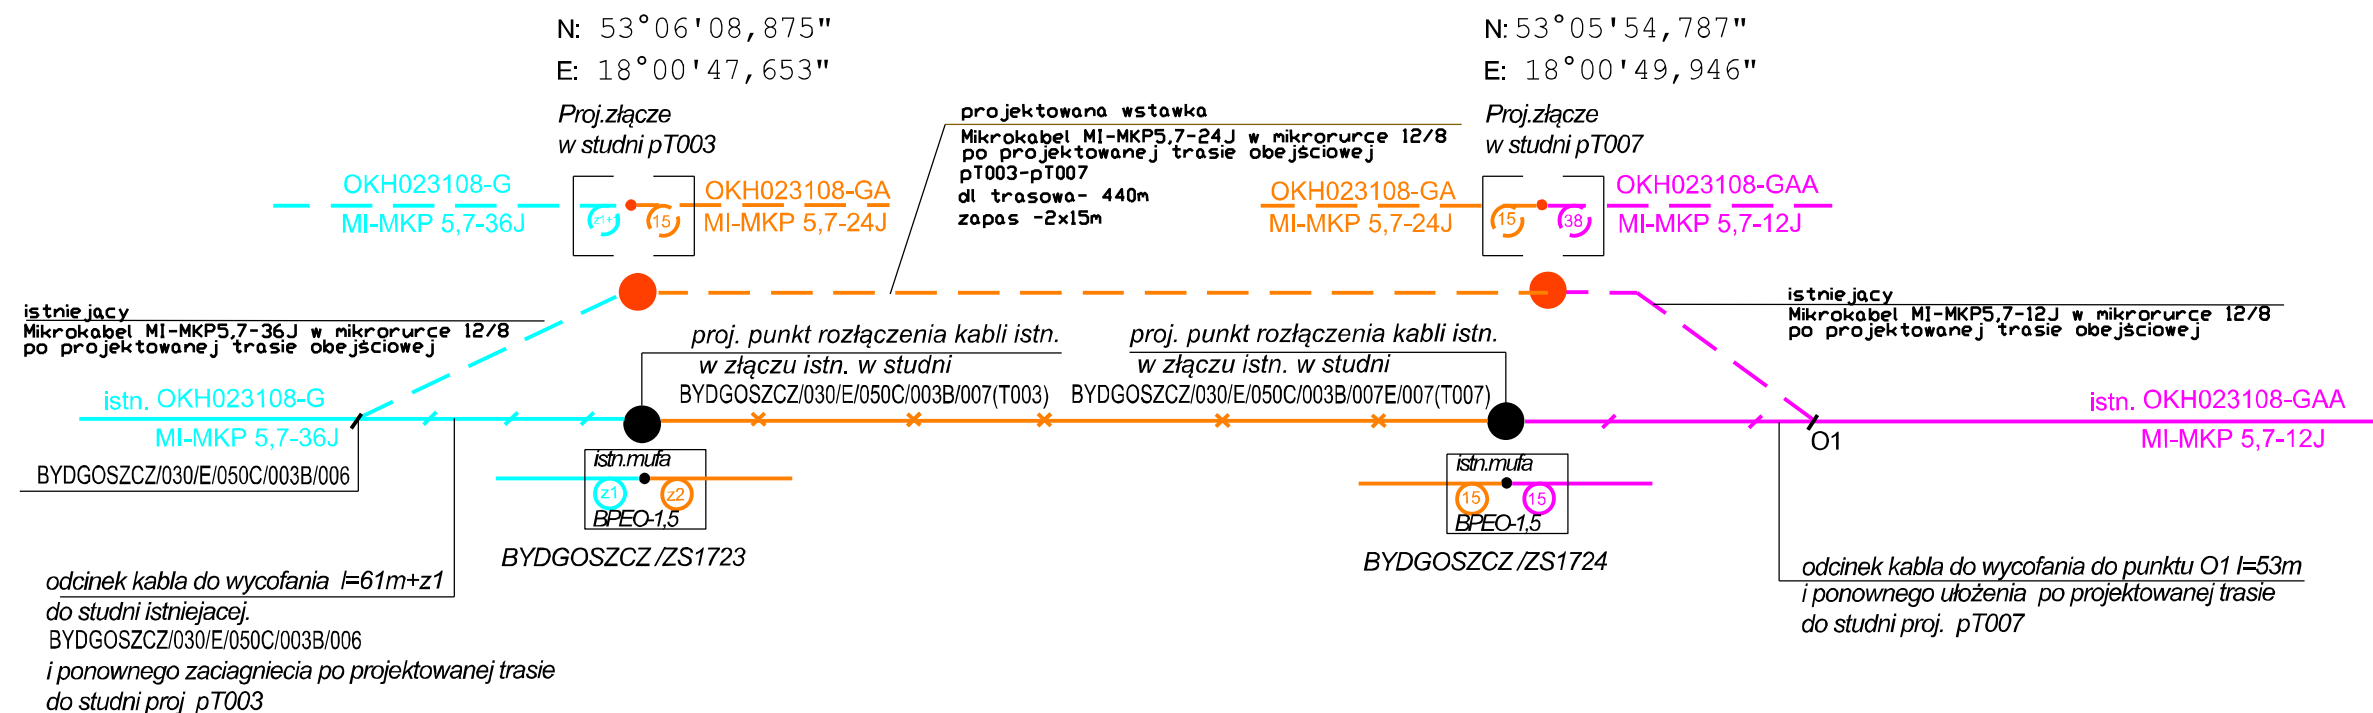 N: 53°06'08,875"
E: 18°00'47,653"
Proj.złącze
w studni pT003
N: 53°05'54,787"
E: 18°00'49,946"
Proj.złącze
w studni pT007
projektowana wstawka
Mikrokabel MI-MKP5,7-24J w mikrorurce 12/8
po projektowanej trasie obejściowej
pT003-pT007
dl trasowa- 440m
zapas -2x15m
OKH023108-G
MI-MKP 5,7-36J
15
OKH023108-GA
MI-MKP 5,7-24J
OKH023108-GA
MI-MKP 5,7-24J
15
38
OKH023108-GAA
MI-MKP 5,7-12J
istniejący
Mikrokabel MI-MKP5,7-36J w mikrorurce 12/8
po projektowanej trasie obejściowej
istniejący
Mikrokabel MI-MKP5,7-12J w mikrorurce 12/8
po projektowanej trasie obejściowej
proj. punkt rozłączenia kabli istn.
w złączu istn. w studni
BYDGOSZCZ/030/E/050C/003B/007(T003)
proj. punkt rozłączenia kabli istn.
w złączu istn. w studni
BYDGOSZCZ/030/E/050C/003B/007E/007(T007)
istn. OKH023108-G
MI-MKP 5,7-36J
BYDGOSZCZ/030/E/050C/003B/006
istn. OKH023108-GAA
MI-MKP 5,7-12J
O1
istn.mufa
z1
z2
BPEO-1,5
BYDGOSZCZ /ZS1723
istn.mufa
15
15
BPEO-1,5
BYDGOSZCZ /ZS1724
odcinek kabla do wycofania l=61m+z1
do studni istniejacej.
BYDGOSZCZ/030/E/050C/003B/006
i ponownego zaciagniecia po projektowanej trasie
do studni proj pT003
odcinek kabla do wycofania do punktu O1 l=53m
i ponownego ułożenia po projektowanej trasie
do studni proj. pT007